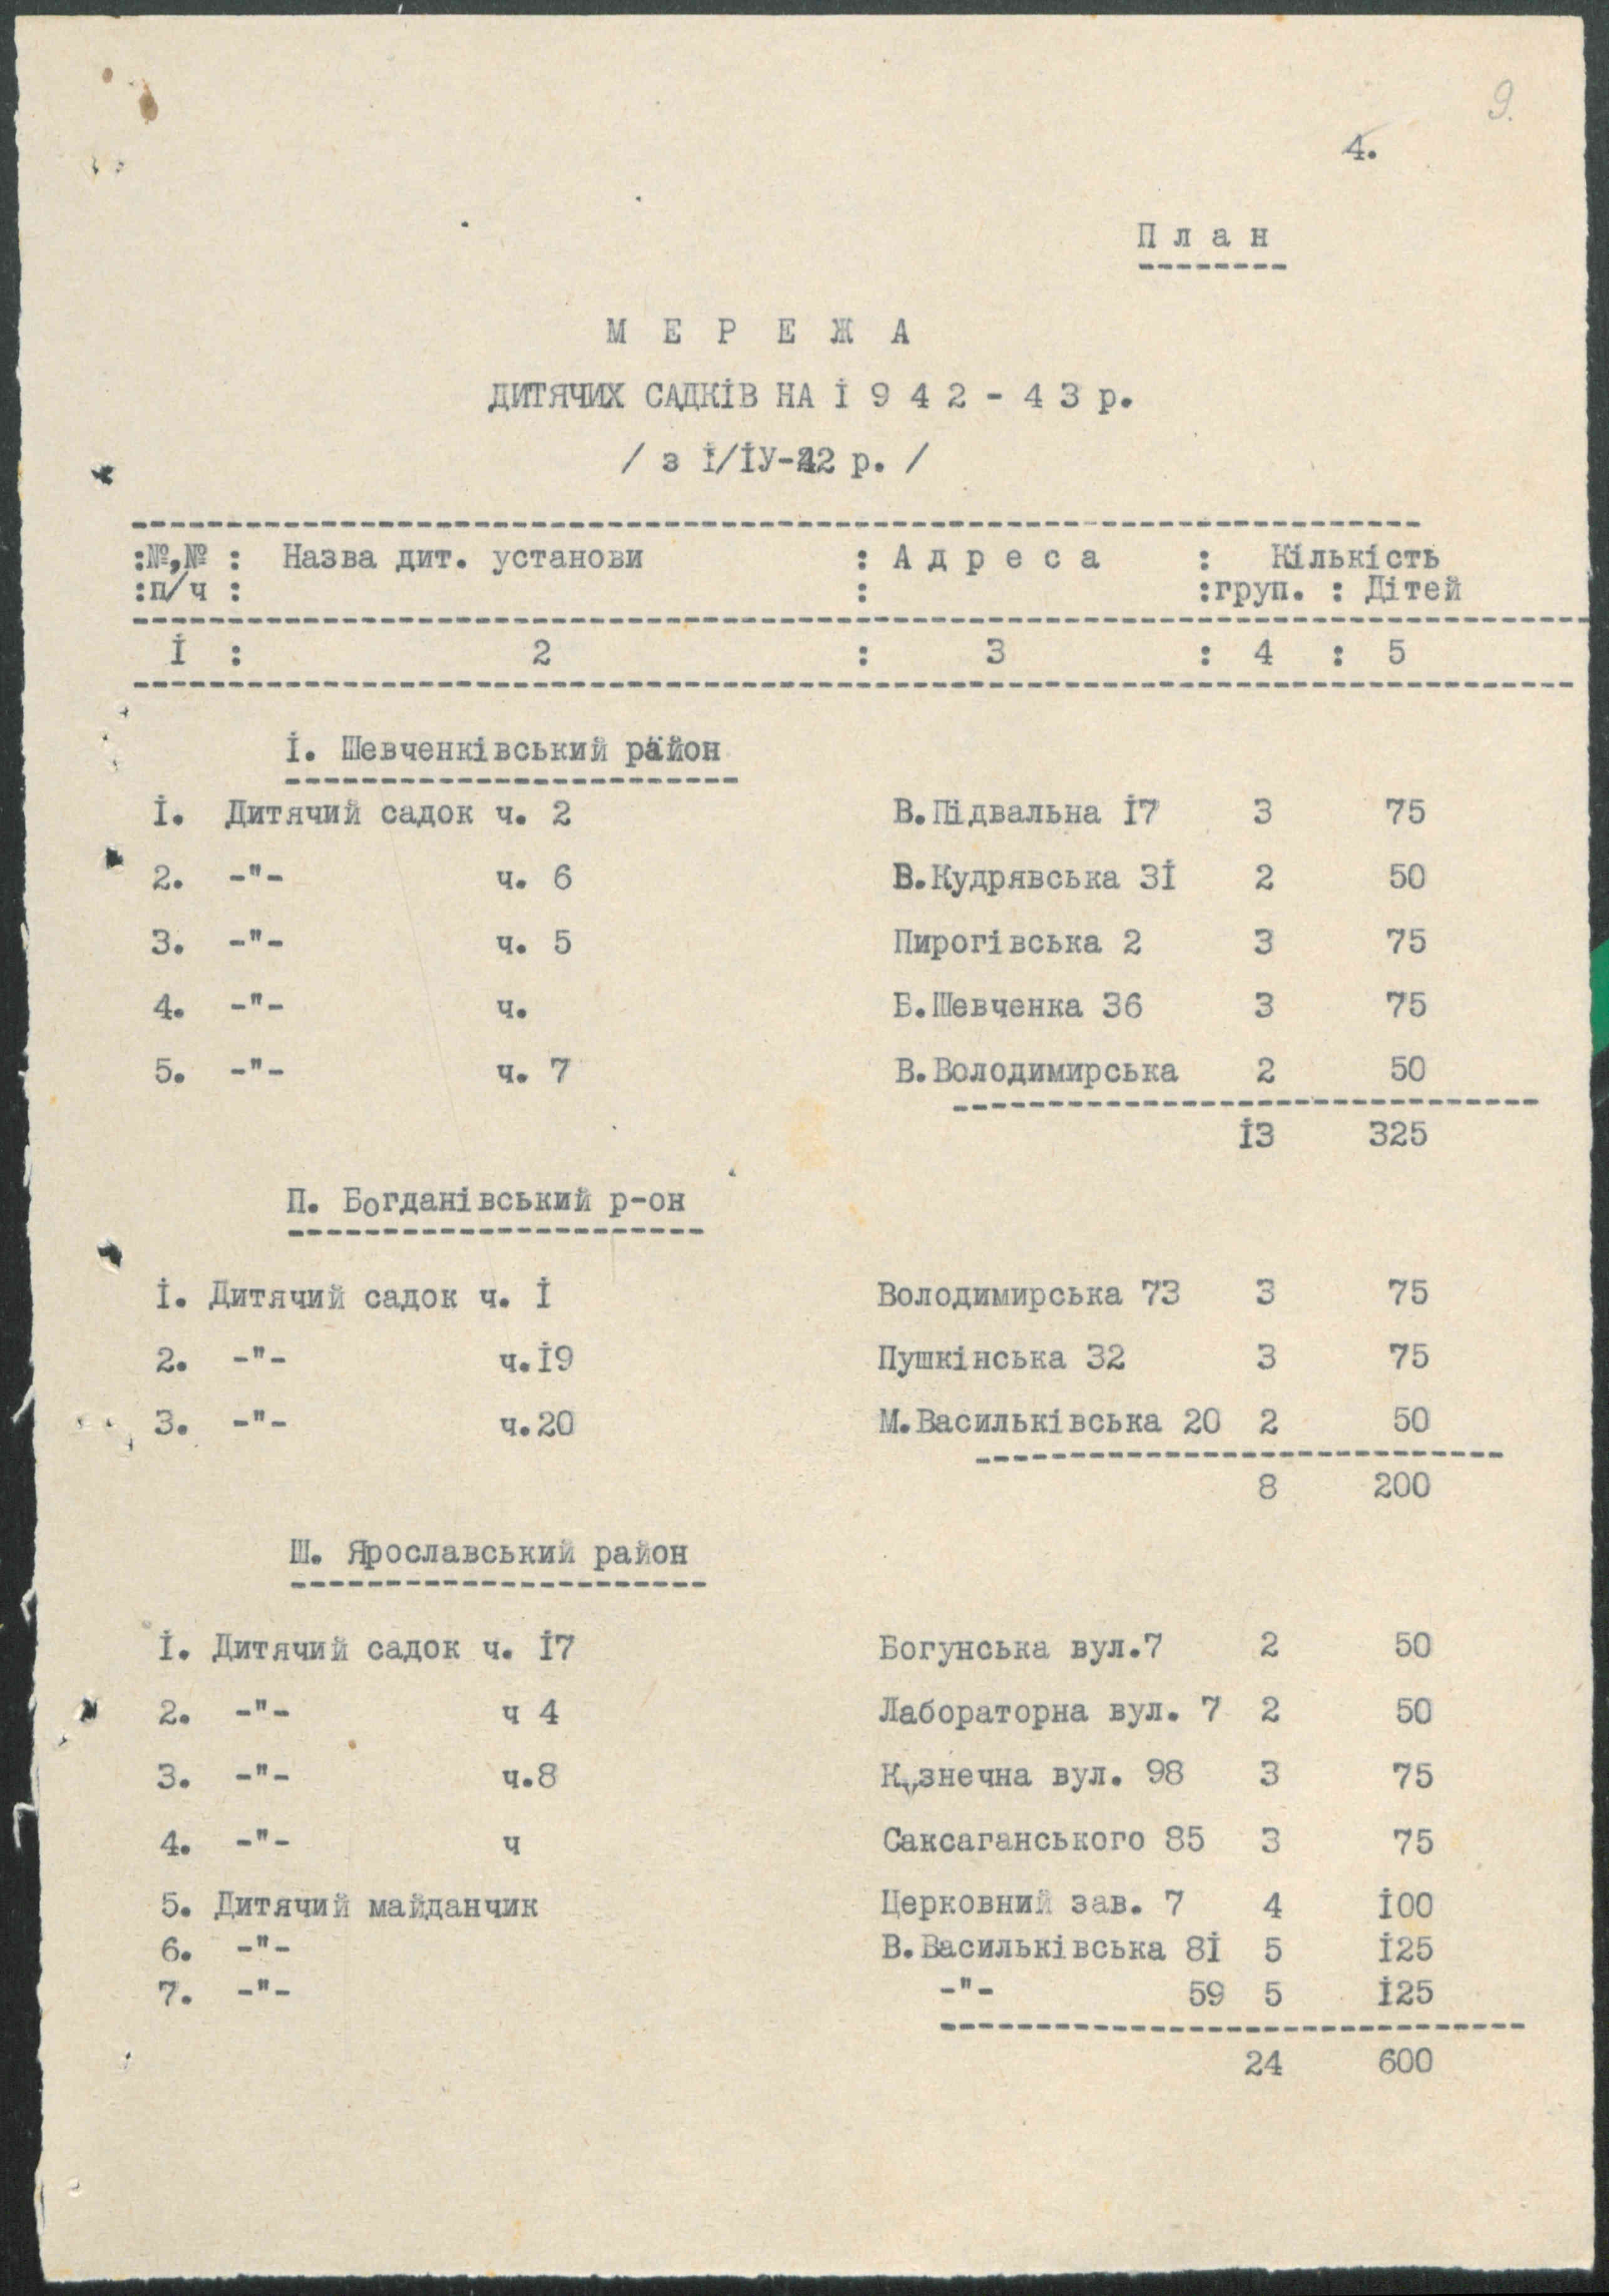 9.
4.
П л а н
М Е Р Е Ж А
ДИТЯЧИХ САДКІВ НА І 9 4 2 - 4 3 р.
/ з І/ІУ-42 р. /
:№,№ : Назва дит. установи : А д р е с а : Кількість
:п/ч : : :груп. : Дітей
І : 2 : 3 : 4 : 5
І. Шевченківський район
І. Дитячий садок ч. 2 В.Підвальна І7 3 75
2. -"- ч. 6 В.Кудрявська 3І 2 50
3. -"- ч. 5 Пирогівська 2 3 75
4. -"- ч. Б.Шевченка 36 3 75
5. -"- ч. 7 В.Володимирська 2 50
І3 325
П. Богданівський р-он
І. Дитячий садок ч. І Володимирська 73 3 75
2. -"- ч.І9 Пушкінська 32 3 75
3. -"- ч.20 М.Васильківська 20 2 50
8 200
Ш. Ярославський район
І. Дитячий садок ч. І7 Богунська вул.7 2 50
2. -"- ч 4 Лабораторна вул. 7 2 50
3. -"- ч.8 Кузнечна вул. 98 3 75
4. -"- ч Саксаганського 85 3 75
5. Дитячий майданчик Церковний зав. 7 4 І00
6. -"- В.Васильківська 8І 5 І25
7. -"- -"- 59 5 І25
24 600